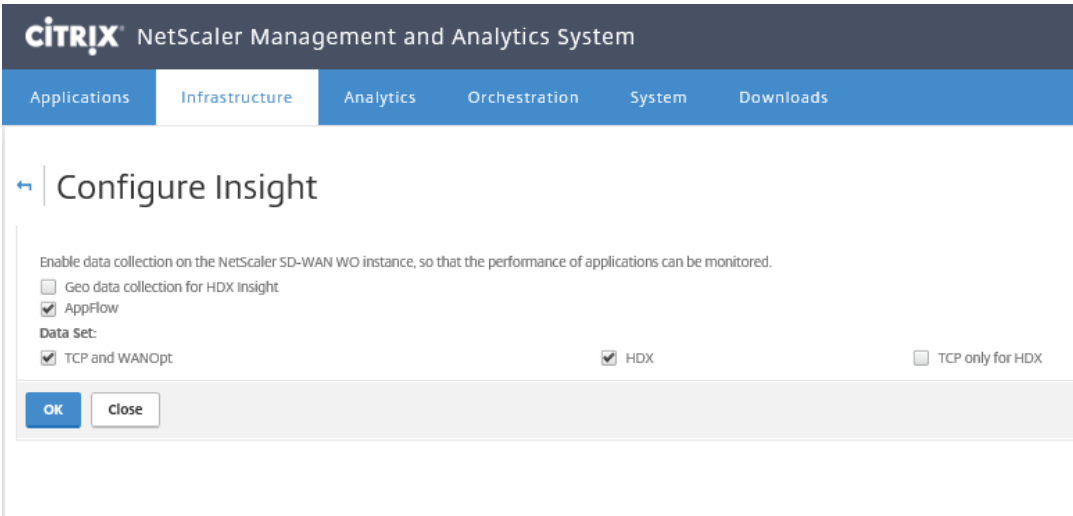 CITRIX NetScaler Management and Analytics System
Applications Infrastructure Analytics Orchestration System Downloads
Configure Insight
Enable data collection on the NetScaler SD-WAN WO instance, so that the performance of applications can be monitored.
Geo data collection for HDX Insight
AppFlow
Data Set:
TCP and WANOpt HDX TCP only for HDX
OK Close